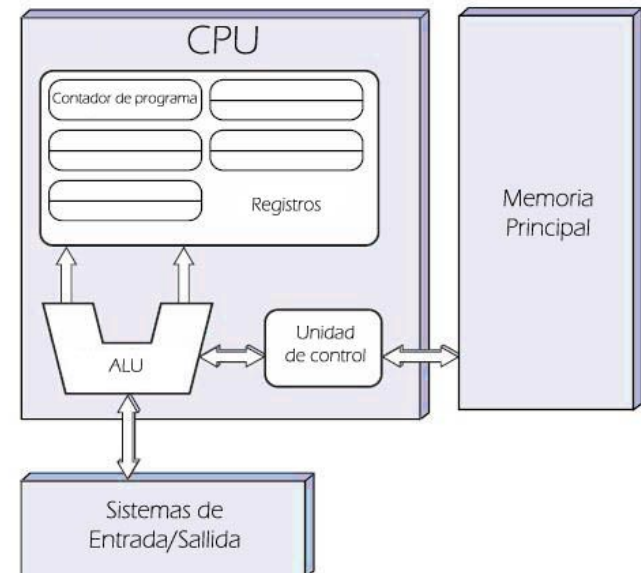 CPU
Contador de programa
Registros
ALU
Unidad
de control
Memoria
Principal
Sistemas de
Entrada/Sallida